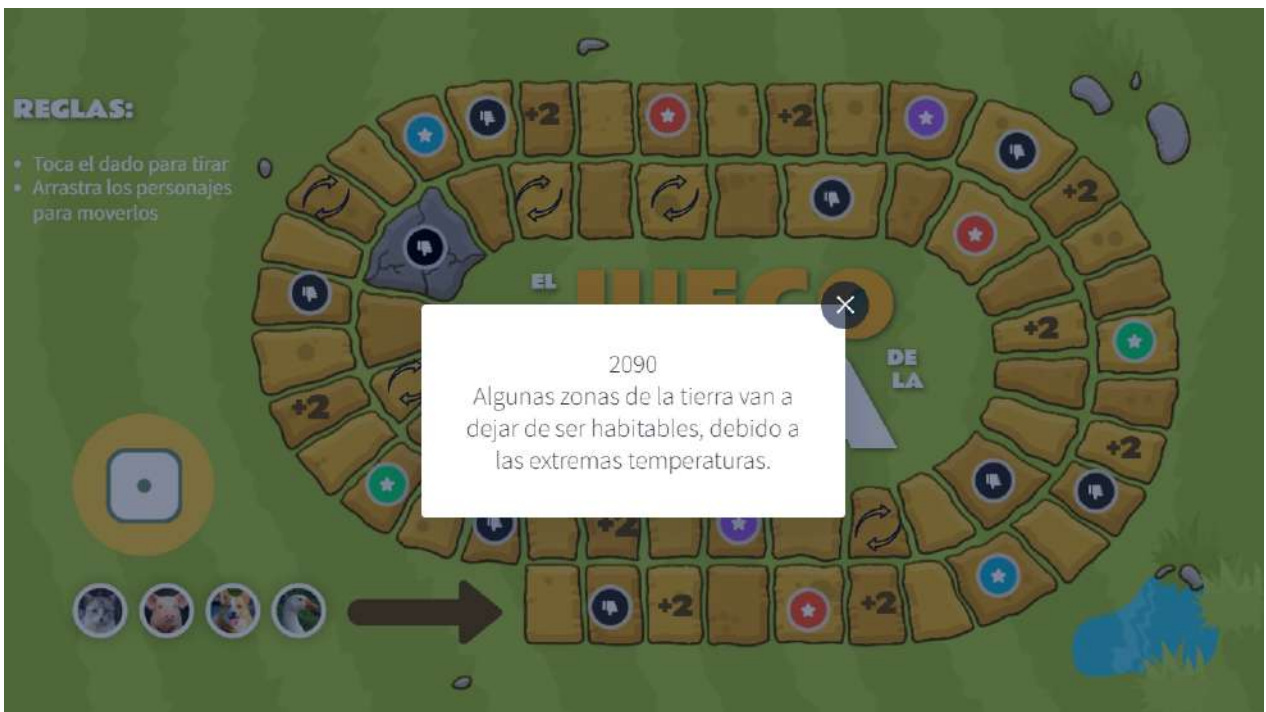 REGLAS:
• Toca el dado para tirar
• Arrastra los personajes
para moverlos
+2
+2
+2
EL
JUEGO
+2
DE
LA
2090
Algunas zonas de la tierra van a
dejar de ser habitables, debido a
las extremas temperaturas.
+2
+2
+2
+2
+2